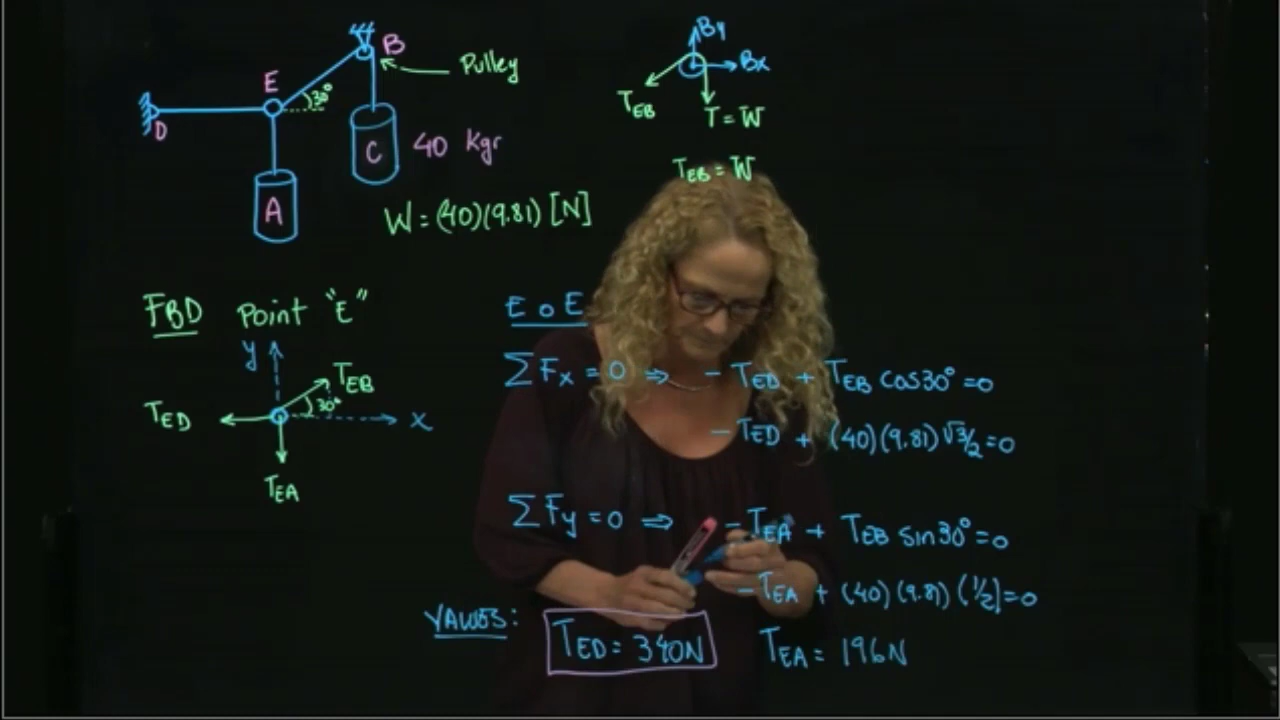 B
Pulley
E
30°
D
C
40 Kgr
A
W = (40)(9.81) [N]
By
Bx
TEB
T = W
TEB = W
FBD Point "E"
y
TEB
30°
TED
x
TEA
E o E
ΣFx = 0 ⇒ - TED + TEB cos30° = 0
- TED + (40)(9.81) √3/2 = 0
ΣFy = 0 ⇒ - TEA + TEB sin30° = 0
- TEA + (40)(9.81)(1/2) = 0
VALUES: TED = 340N TEA = 196N